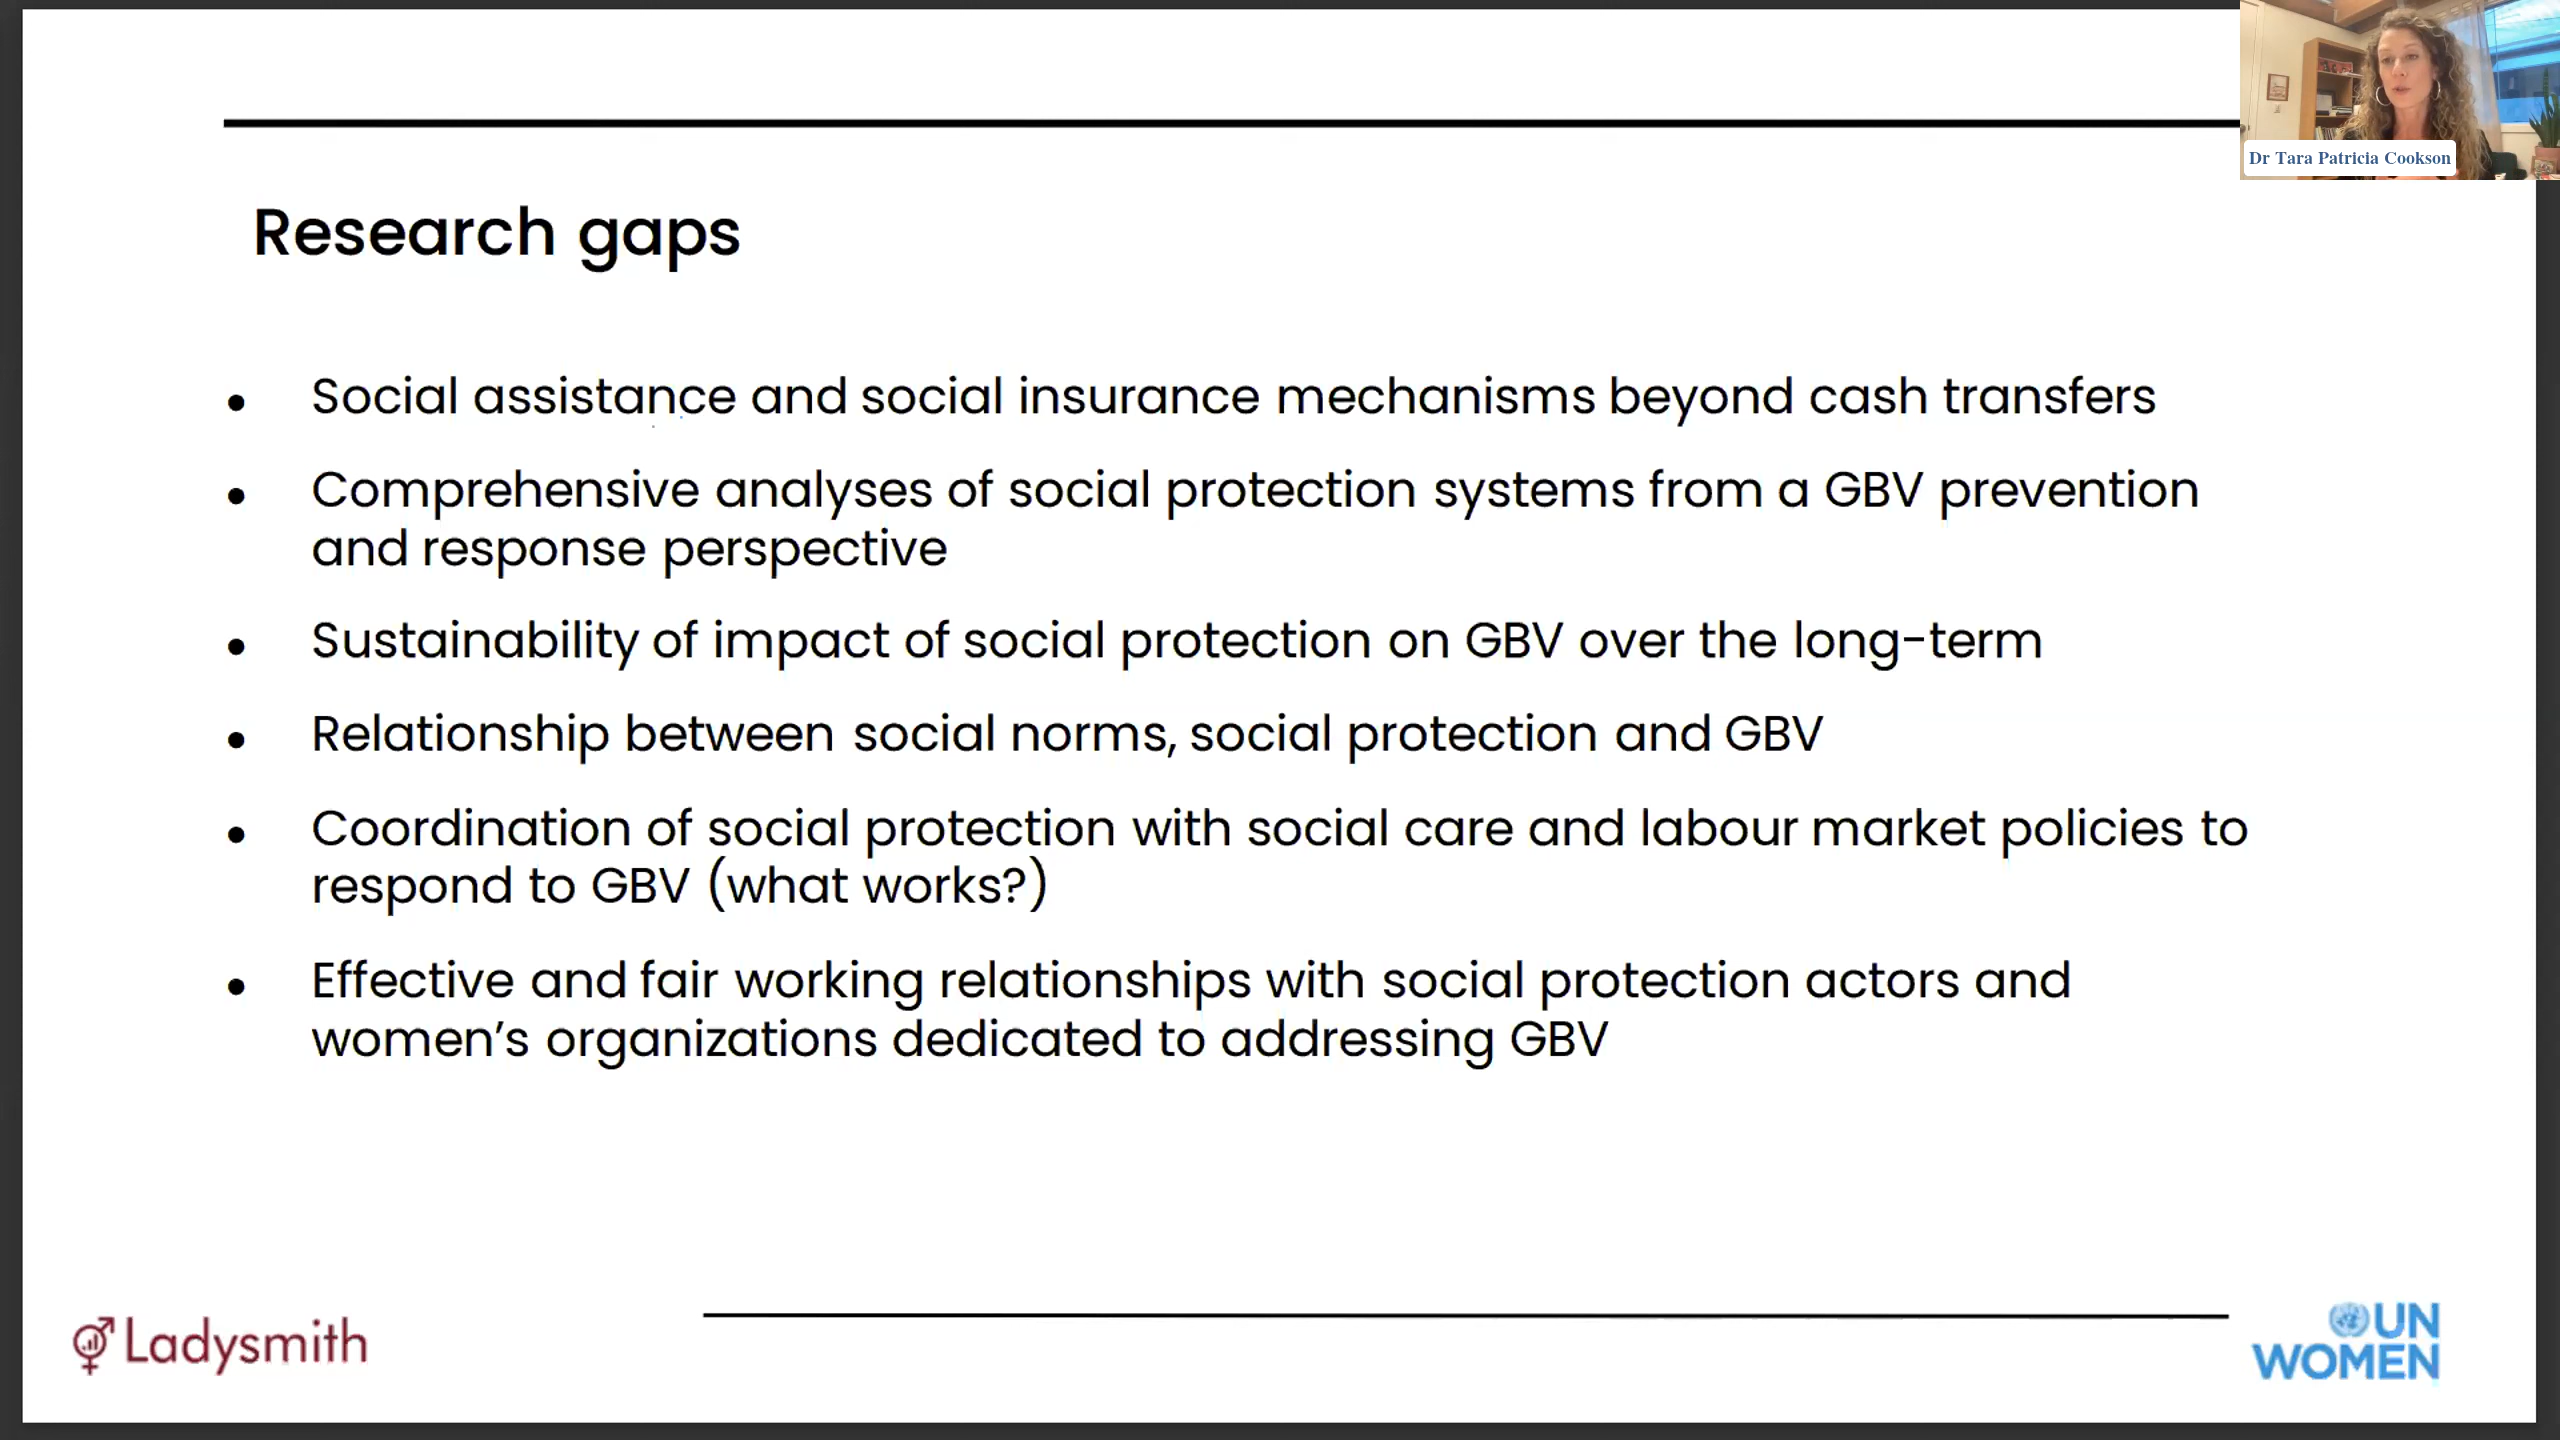 Dr Tara Patricia Cookson
Research gaps
• Social assistance and social insurance mechanisms beyond cash transfers
• Comprehensive analyses of social protection systems from a GBV prevention
and response perspective
• Sustainability of impact of social protection on GBV over the long-term
• Relationship between social norms, social protection and GBV
• Coordination of social protection with social care and labour market policies to
respond to GBV (what works?)
• Effective and fair working relationships with social protection actors and
women’s organizations dedicated to addressing GBV
Ladysmith
UN
WOMEN